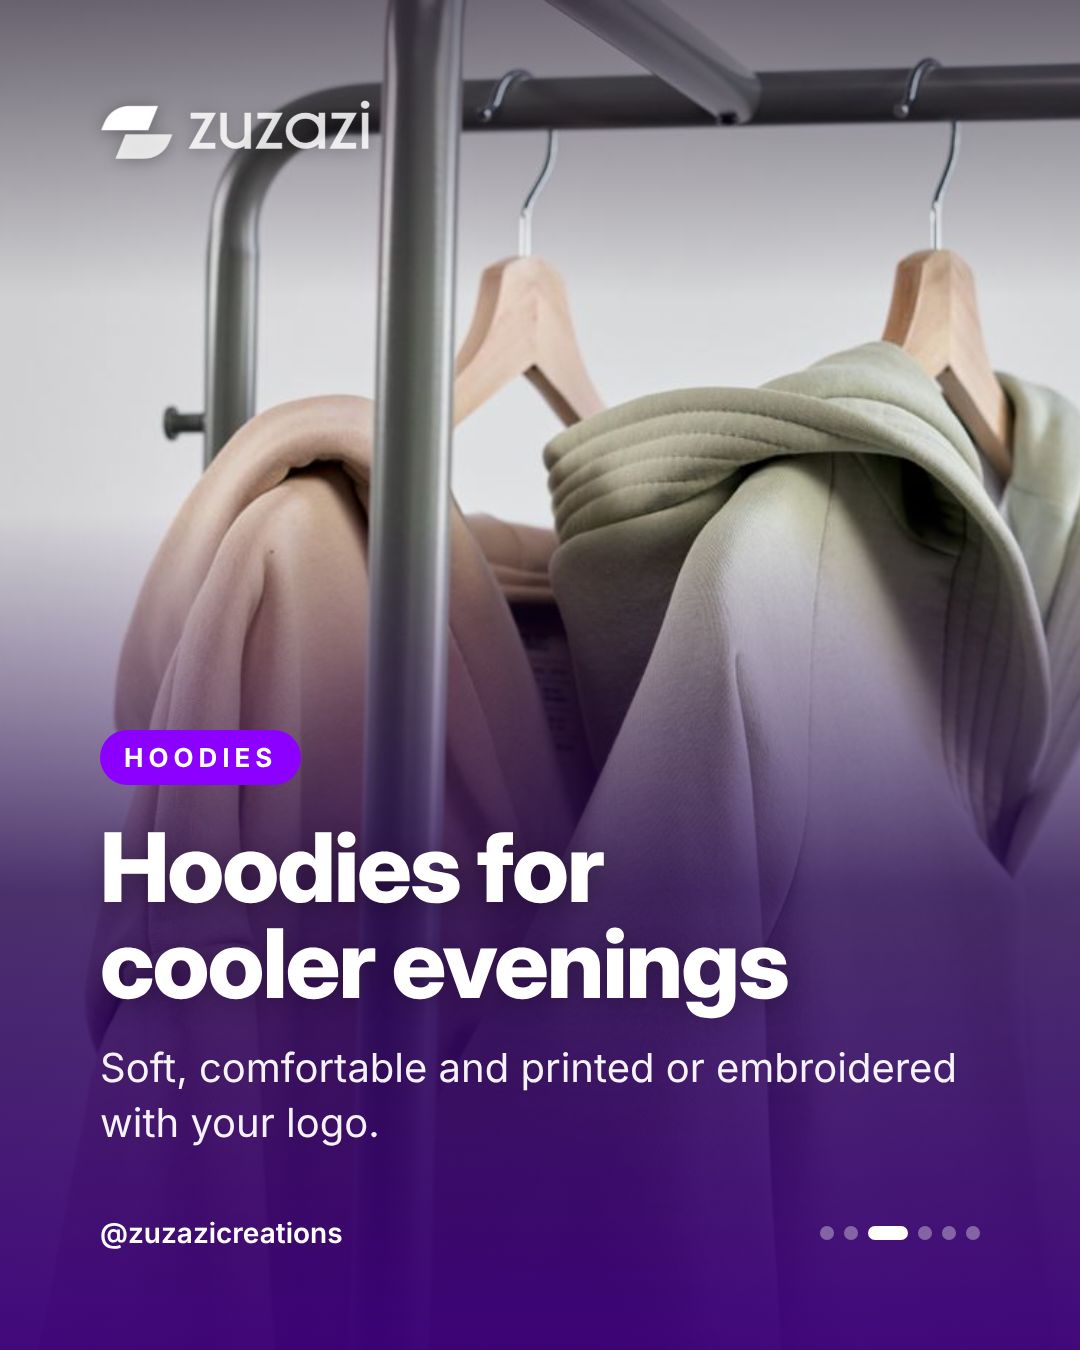 zuzazi
HOODIES
Hoodies for
cooler evenings
Soft, comfortable and printed or embroidered
with your logo.
@zuzazicreations